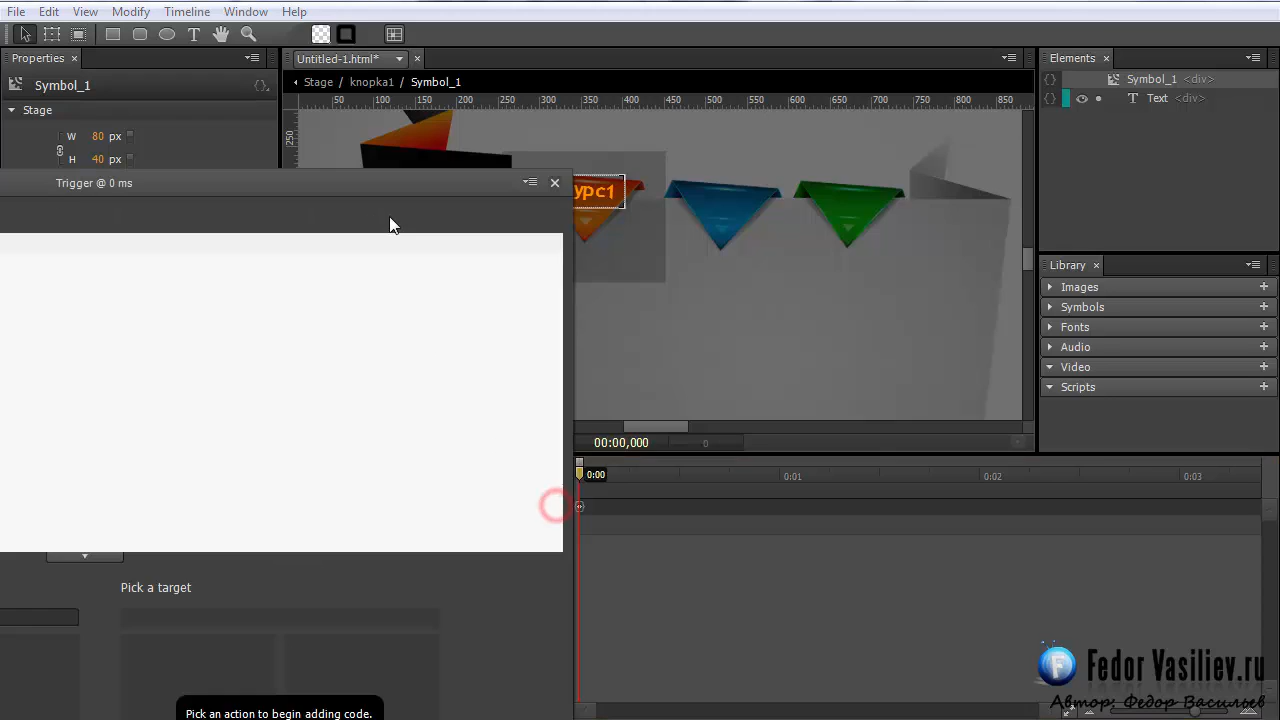 File Edit View Modify Timeline Window Help
Properties
Untitled-1.html*
Elements
Symbol_1
Stage / knopka1 / Symbol_1
Symbol_1 <div>
50 100 150 200 250 300 350 400 450 500 550 600 650 700 750 800 850
Text <div>
Stage
W 80 px
250
H 40 px
Trigger @ 0 ms
урс1
Library
Images
Symbols
Fonts
Audio
Video
Scripts
00:00,000
0
0:00 0:01 0:02 0:03
Pick a target
Pick an action to begin adding code.
Fedor Vasiliev.ru
Автор: Федор Васильев